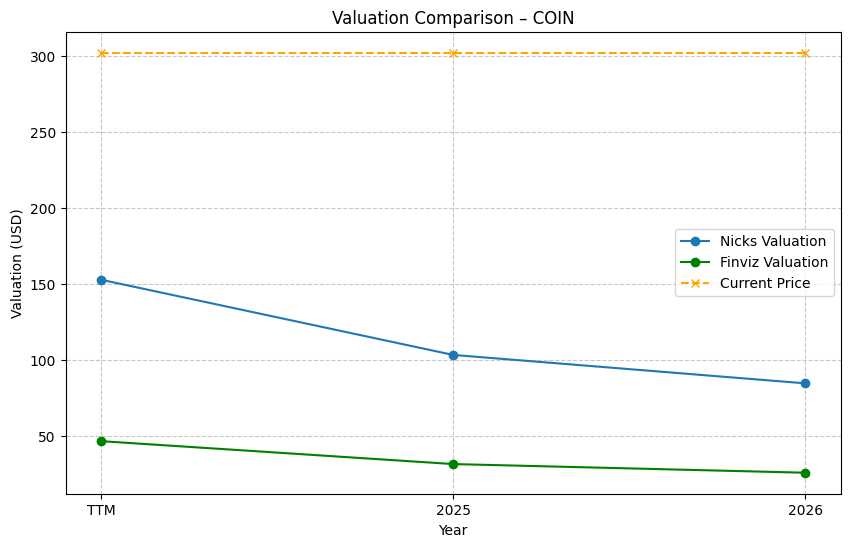 Valuation Comparison – COIN
Valuation (USD)
300
250
200
150
100
50
Nicks Valuation
Finviz Valuation
Current Price
TTM
2025
2026
Year